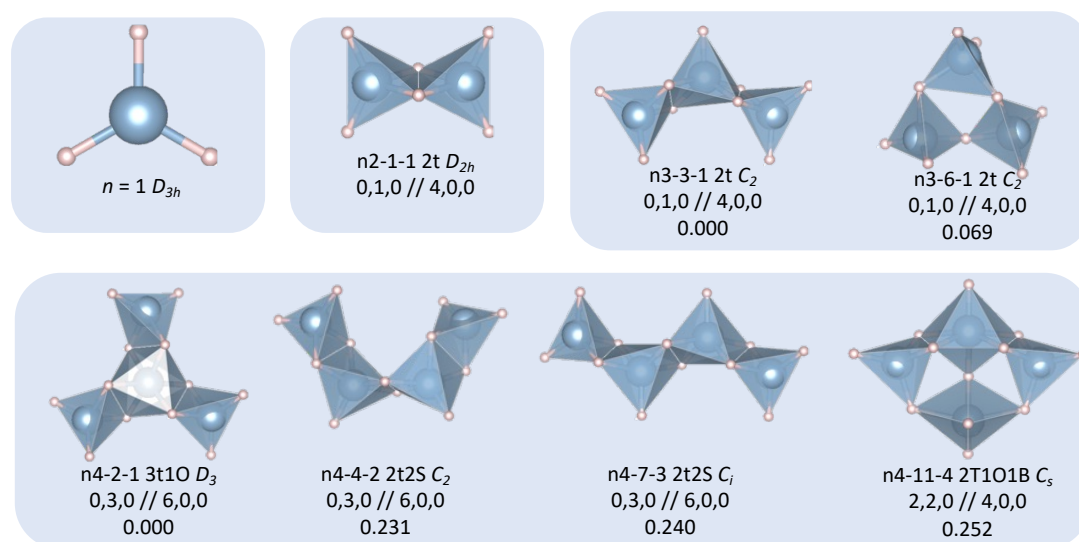 n = 1 D3h
n2-1-1 2t D2h
0,1,0 // 4,0,0
n3-3-1 2t C2
0,1,0 // 4,0,0
0.000
n3-6-1 2t C2
0,1,0 // 4,0,0
0.069
n4-2-1 3t1O D3
0,3,0 // 6,0,0
0.000
n4-4-2 2t2S C2
0,3,0 // 6,0,0
0.231
n4-7-3 2t2S Ci
0,3,0 // 6,0,0
0.240
n4-11-4 2T1O1B Cs
2,2,0 // 4,0,0
0.252